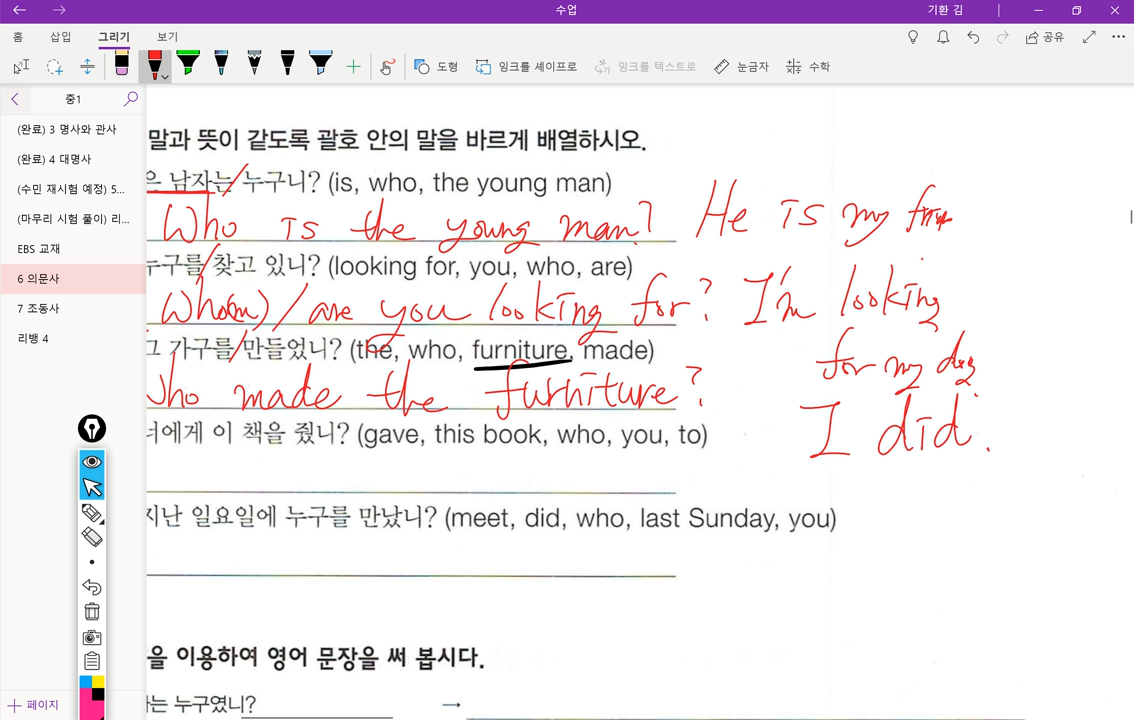 수업
기환 김
홈 삽입 그리기 보기
공유
도형 잉크를 셰이프로 잉크를 텍스트로 눈금자 수학
중1
(완료) 3 명사와 관사
(완료) 4 대명사
(수민 재시험 예정) 5...
(마무리 시험 풀이) 리...
EBS 교재
6 의문사
7 조동사
리뱅 4
페이지
말과 뜻이 같도록 괄호 안의 말을 바르게 배열하시오.
은 남자는 누구니? (is, who, the young man)
Who is the young man? He is my
누구를 찾고 있니? (looking for, you, who, are)
Who(m) / are you looking for? I'm looking
for my dog
그 가구를 만들었니? (the, who, furniture, made)
who made the furniture?
I did.
너에게 이 책을 줬니? (gave, this book, who, you, to)
지난 일요일에 누구를 만났니? (meet, did, who, last Sunday, you)
을 이용하여 영어 문장을 써 봅시다.
는 누구였니? →